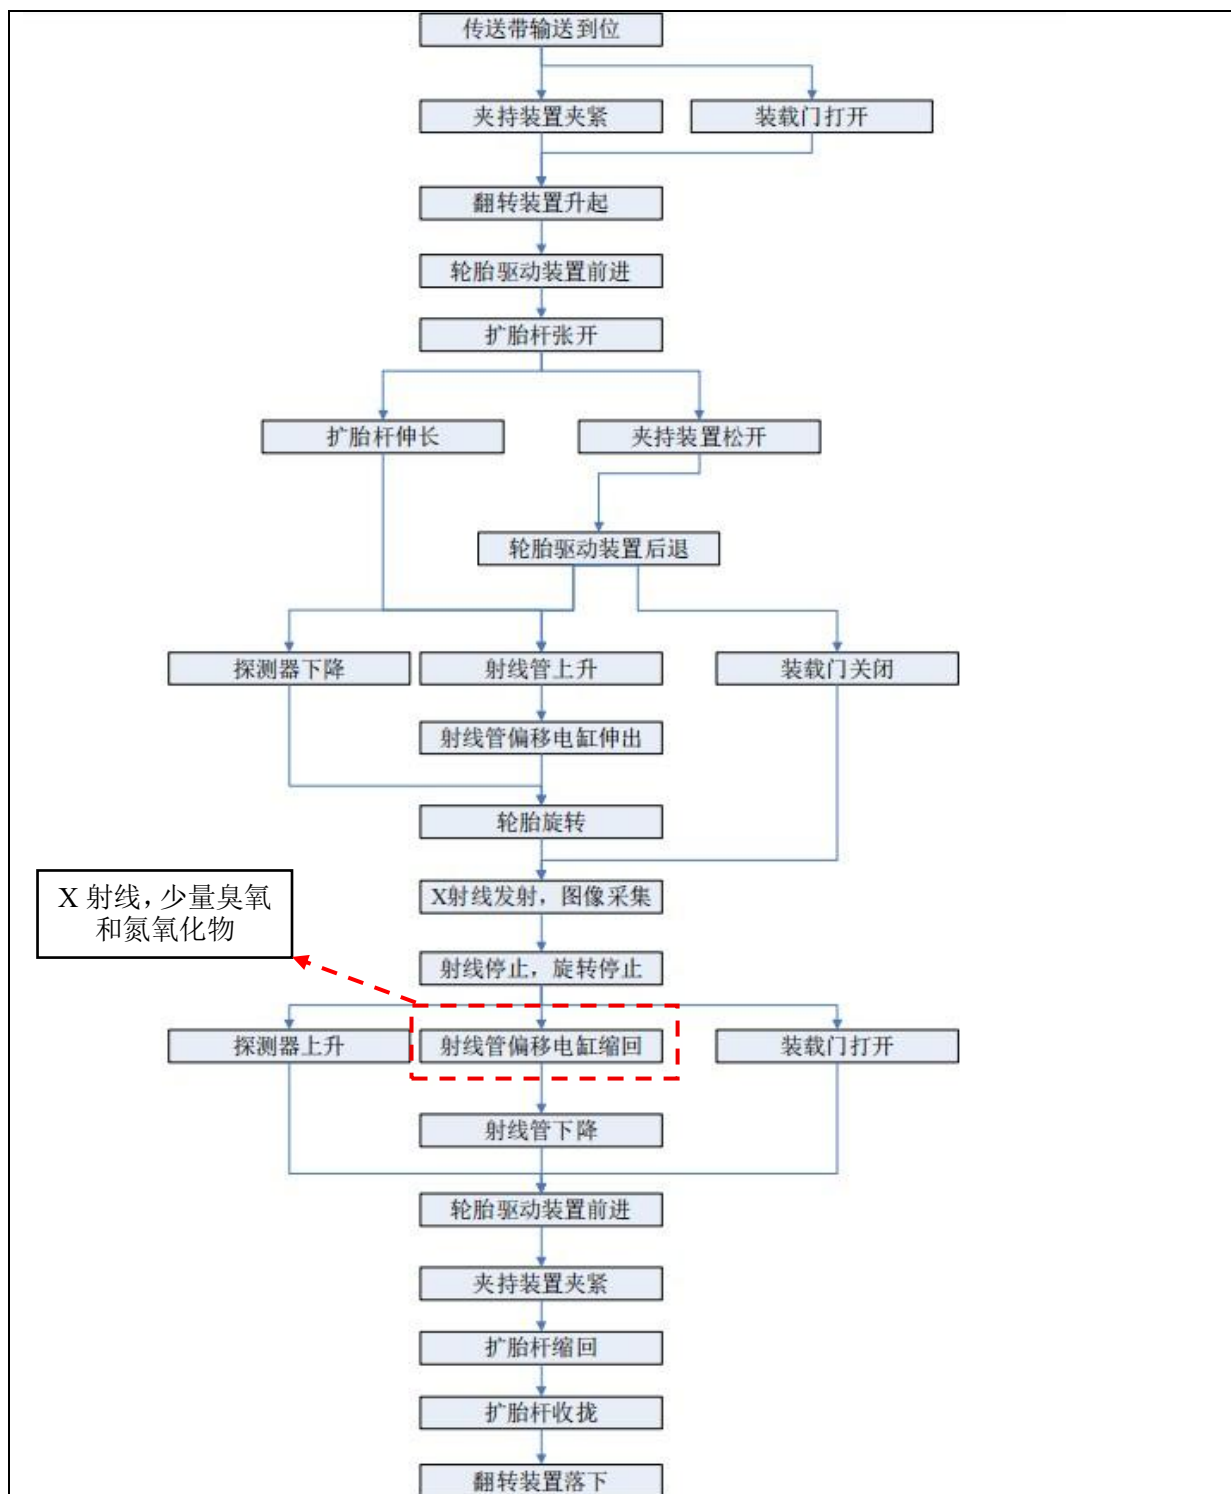 传送带输送到位
夹持装置夹紧
装载门打开
翻转装置升起
轮胎驱动装置前进
扩胎杆张开
扩胎杆伸长
夹持装置松开
轮胎驱动装置后退
探测器下降
射线管上升
装载门关闭
射线管偏移电缸伸出
轮胎旋转
X 射线，少量臭氧
和氮氧化物
X射线发射，图像采集
射线停止，旋转停止
探测器上升
射线管偏移电缸缩回
装载门打开
射线管下降
轮胎驱动装置前进
夹持装置夹紧
扩胎杆缩回
扩胎杆收拢
翻转装置落下